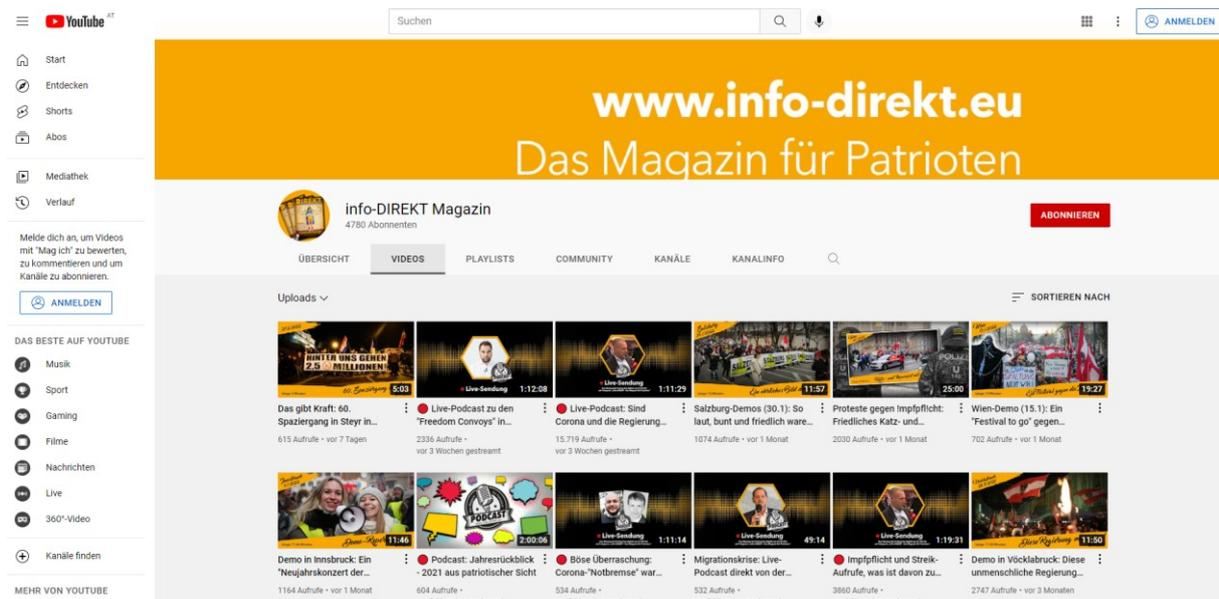 YouTube AT
Suchen
ANMELDEN
Start
Entdecken
Shorts
Abos
Mediathek
Verlauf
Melde dich an, um Videos
mit "Mag ich" zu bewerten,
zu kommentieren und um
Kanäle zu abonnieren.
ANMELDEN
DAS BESTE AUF YOUTUBE
Musik
Sport
Gaming
Filme
Nachrichten
Live
360°-Video
Kanäle finden
MEHR VON YOUTUBE
www.info-direkt.eu
Das Magazin für Patrioten
info-DIREKT Magazin
4780 Abonnenten
ABONNIEREN
ÜBERSICHT VIDEOS PLAYLISTS COMMUNITY KANÄLE KANALINFO
Uploads
SORTIEREN NACH
HINTER UNS GEHEN
2,5 MILLIONEN!
60. Spaziergang 5:03
Das gibt Kraft: 60.
Spaziergang in Steyr in...
615 Aufrufe • vor 7 Tagen
Live-Sendung 1:12:08
Live-Podcast zu den
"Freedom Convoys" in...
2336 Aufrufe •
vor 3 Wochen gestreamt
Live-Sendung 1:11:29
Live-Podcast: Sind
Corona und die Regierung...
15.719 Aufrufe •
vor 3 Wochen gestreamt
Salzburg
11:57
Salzburg-Demos (30.1): So
laut, bunt und friedlich ware...
1074 Aufrufe • vor 1 Monat
POLIZEI
25:00
Proteste gegen !mpfpfl!cht:
Friedliches Katz- und...
2030 Aufrufe • vor 1 Monat
19:27
Wien-Demo (15.1): Ein
"Festival to go" gegen...
702 Aufrufe • vor 1 Monat
11:46
Demo in Innsbruck: Ein
"Neujahrskonzert der...
1164 Aufrufe • vor 1 Monat
PODCAST
2:00:06
Podcast: Jahresrückblick
- 2021 aus patriotischer Sicht
604 Aufrufe •
Live-Sendung 1:11:14
Böse Überraschung:
Corona-"Notbremse" war...
534 Aufrufe •
Live-Sendung 49:14
Migrationskrise: Live-
Podcast direkt von der...
532 Aufrufe •
Live-Sendung 1:19:31
Impfpflicht und Streik-
Aufrufe, was ist davon zu...
3860 Aufrufe •
11:50
Demo in Vöcklabruck: Diese
unmenschliche Regierung...
2747 Aufrufe • vor 3 Monaten